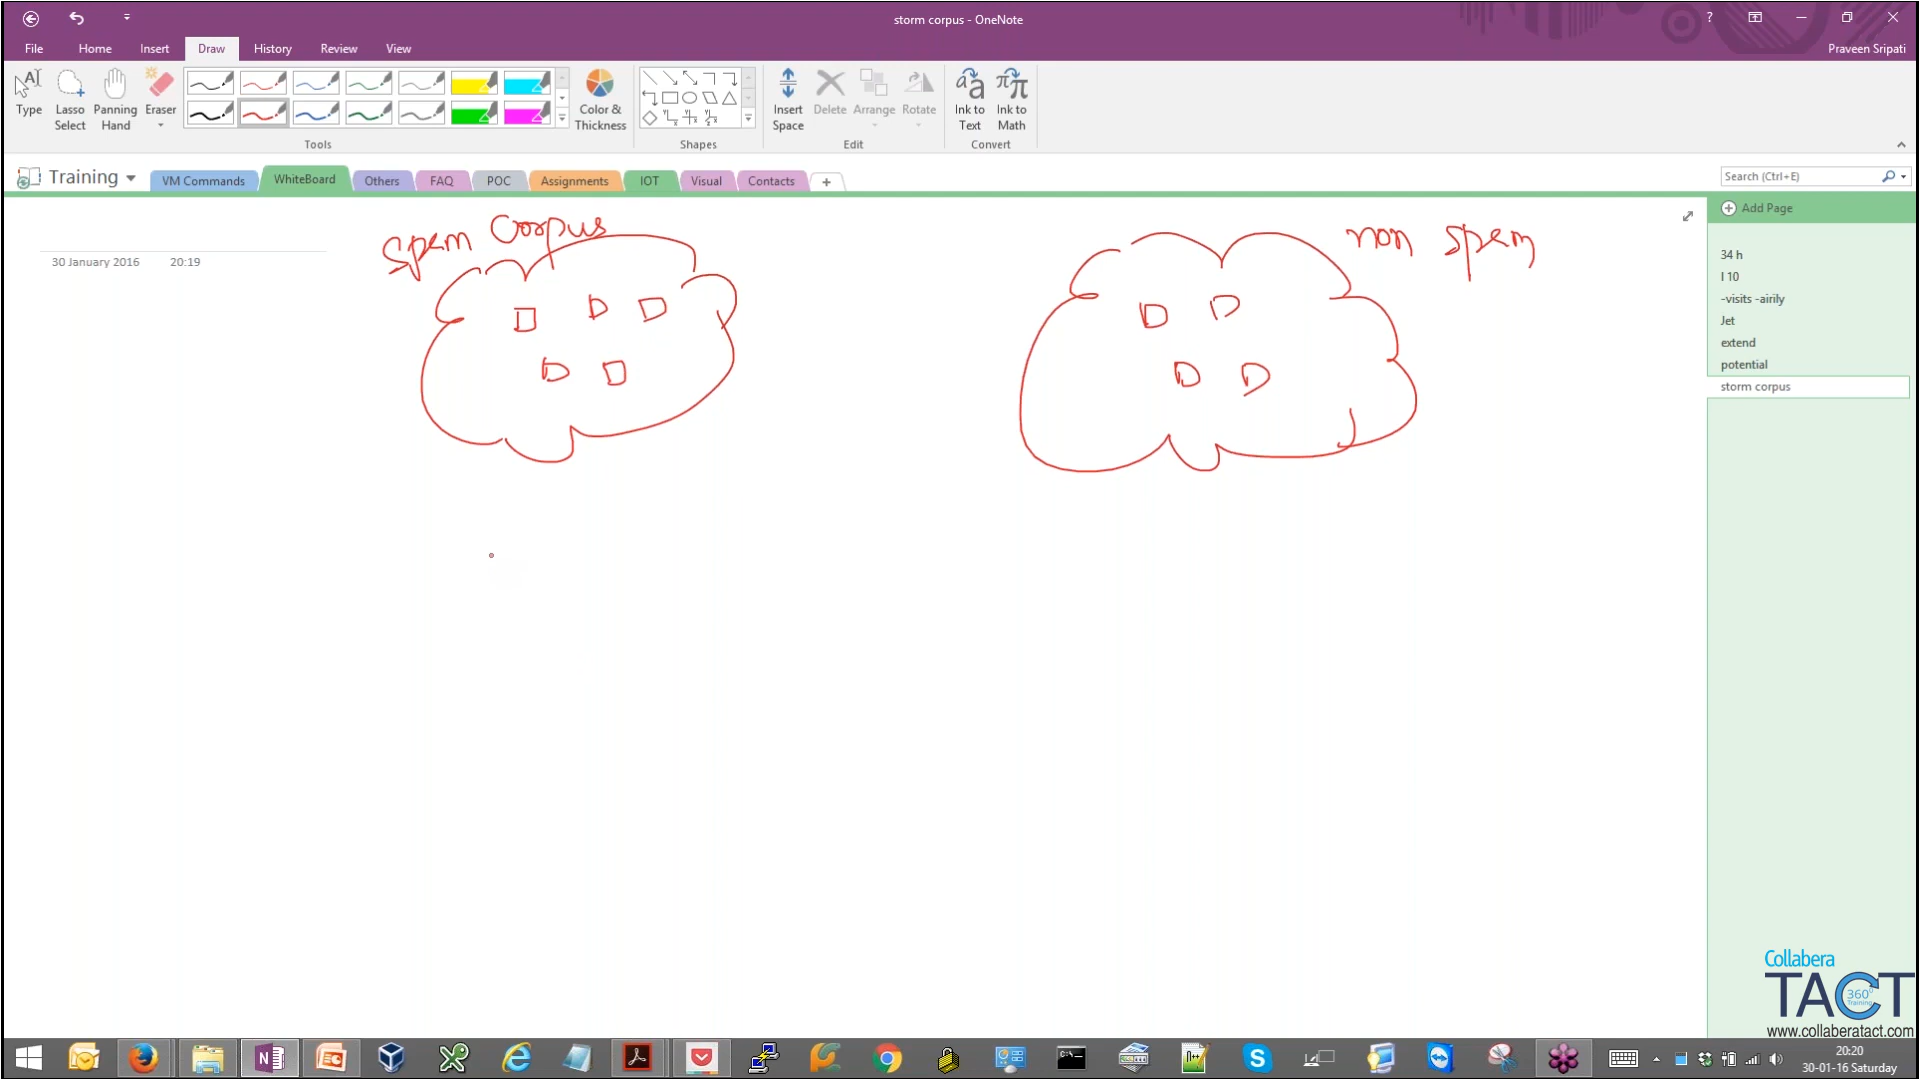 storm corpus - OneNote
?
File Home Insert Draw History Review View
Praveen Sripati
Type
Lasso Select
Panning Hand
Eraser
Color & Thickness
Insert Space
Delete
Arrange
Rotate
Ink to Text
Ink to Math
Tools
Shapes
Edit
Convert
Training
VM Commands WhiteBoard Others FAQ POC Assignments IOT Visual Contacts +
Search (Ctrl+E)
Add Page
spam Corpus
non spam
30 January 2016 20:19
D D D
D D
D D
D D
34 h
I 10
-visits -airily
Jet
extend
potential
storm corpus
Collabera
TACT
360°
Training
www.collaberatact.com
20:20
30-01-16 Saturday